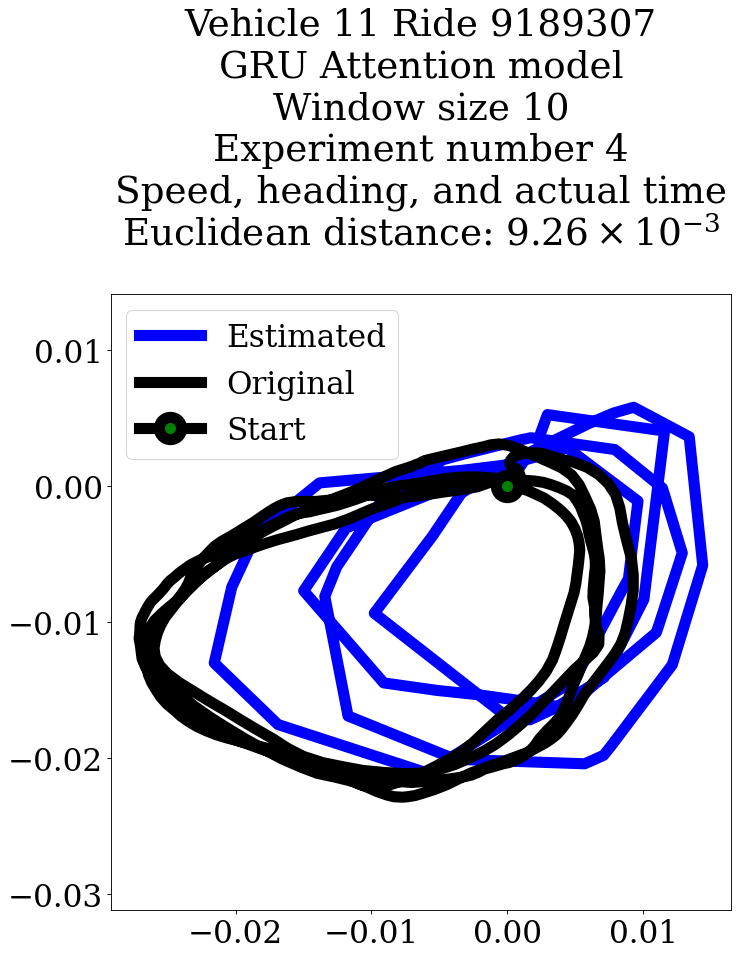 Vehicle 11 Ride 9189307
GRU Attention model
Window size 10
Experiment number 4
Speed, heading, and actual time
Euclidean distance: 9.26 × 10⁻³
Estimated
Original
Start
0.01
0.00
−0.01
−0.02
−0.03
−0.02 −0.01 0.00 0.01